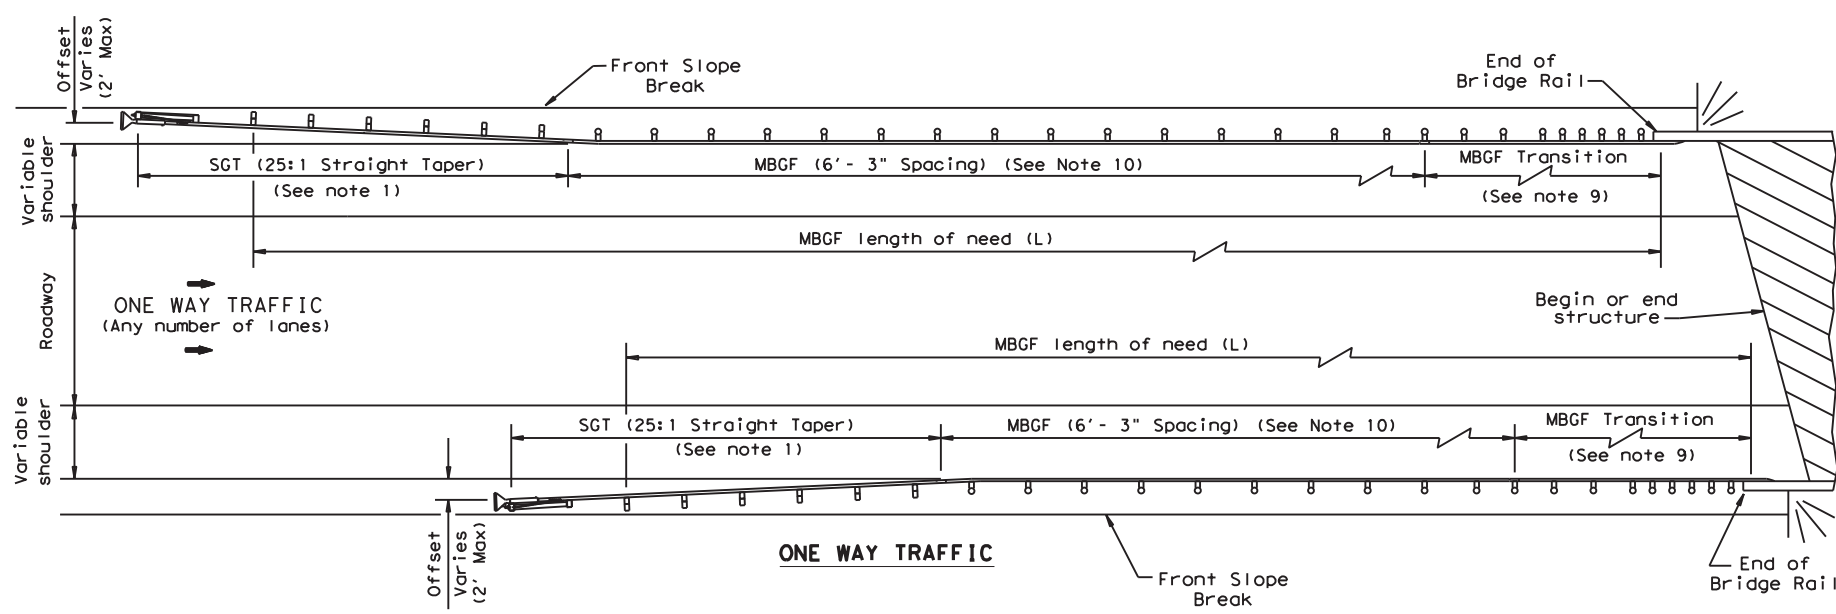 Offset
Varies
(2' Max)
Front Slope
Break
End of
Bridge Rail
Variable
shoulder
SGT (25:1 Straight Taper)
(See note 1)
MBGF (6'- 3" Spacing) (See Note 10)
MBGF Transition
(See note 9)
MBGF length of need (L)
Roadway
ONE WAY TRAFFIC
(Any number of lanes)
Begin or end
structure
MBGF length of need (L)
Variable
shoulder
SGT (25:1 Straight Taper)
(See note 1)
MBGF (6'- 3" Spacing) (See Note 10)
MBGF Transition
(See note 9)
Offset
Varies
(2' Max)
ONE WAY TRAFFIC
Front Slope
Break
End of
Bridge Rail